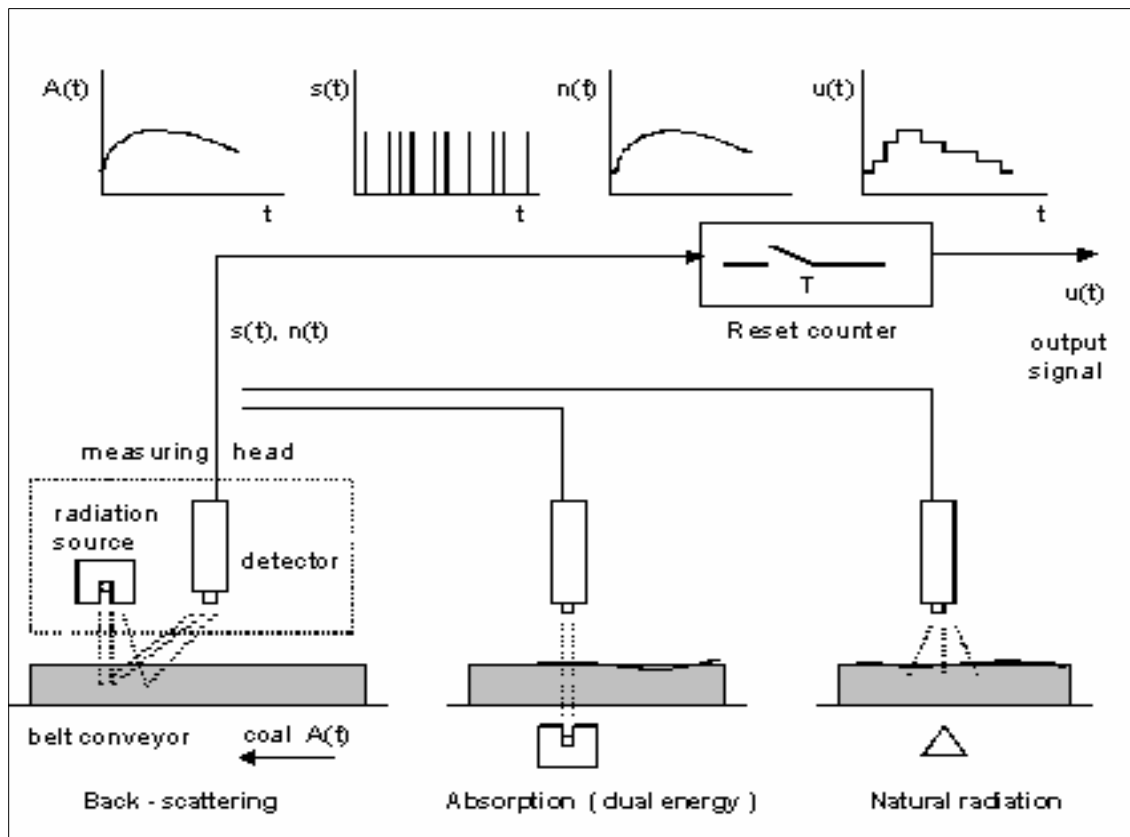 A(t)
s(t)
n(t)
u(t)
t
t
t
t
T
u(t)
Reset counter
s(t), n(t)
output
signal
measuring head
radiation
source
detector
belt conveyor
coal A(t)
Back - scattering
Absorption ( dual energy )
Natural radiation